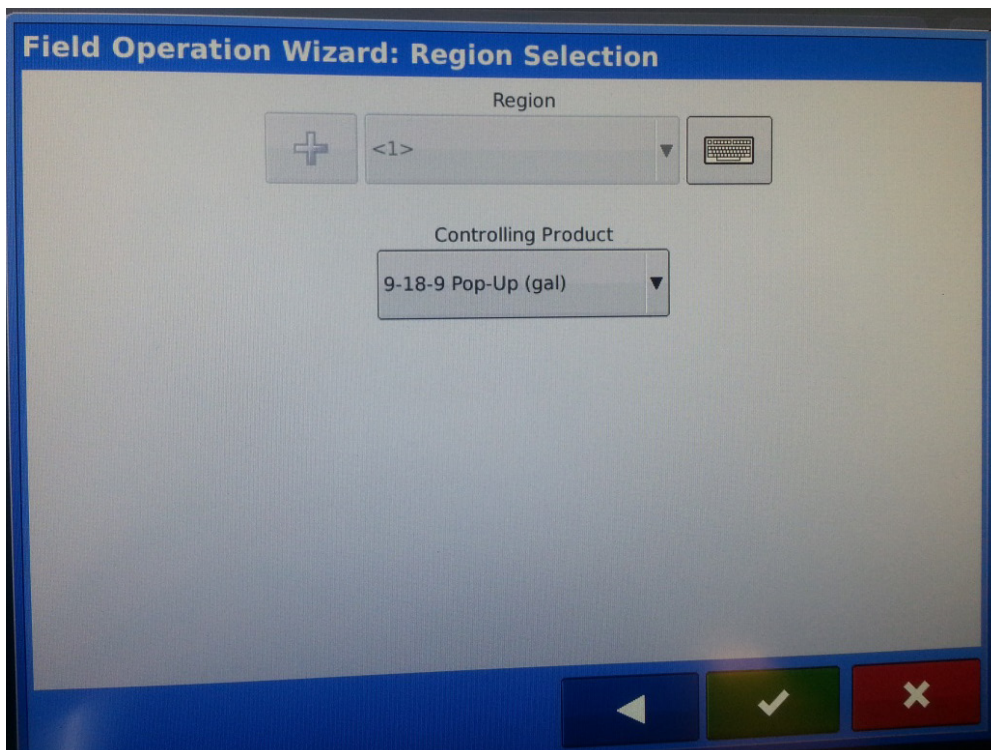 Field Operation Wizard: Region Selection
Region
<1>
Controlling Product
9-18-9 Pop-Up (gal)